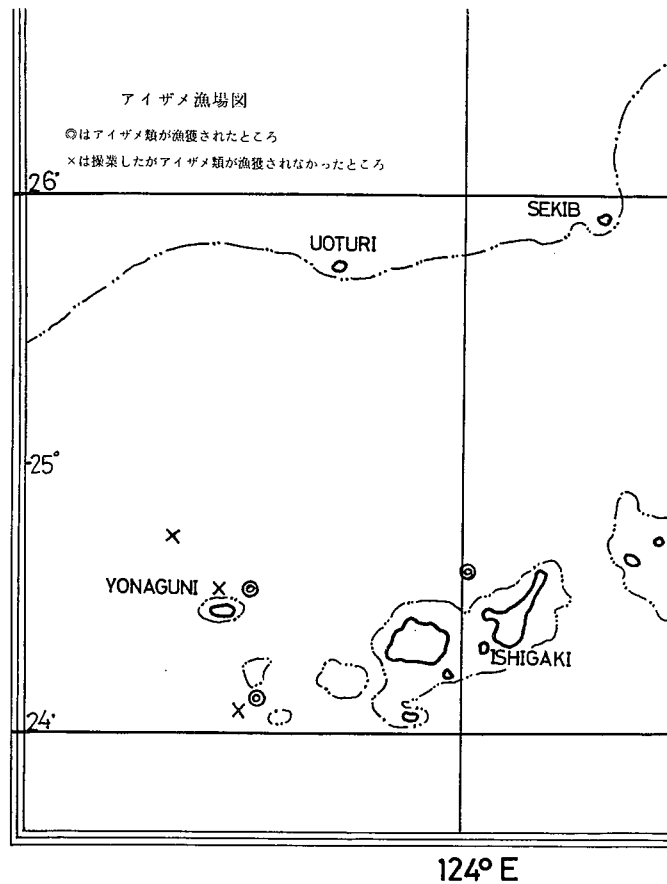 アイザメ漁場図
◎はアイザメ類が漁獲されたところ
×は操業したがアイザメ類が漁獲されなかったところ
26°
SEKIB
UOTURI
25°
YONAGUNI
ISHIGAKI
24°
124° E